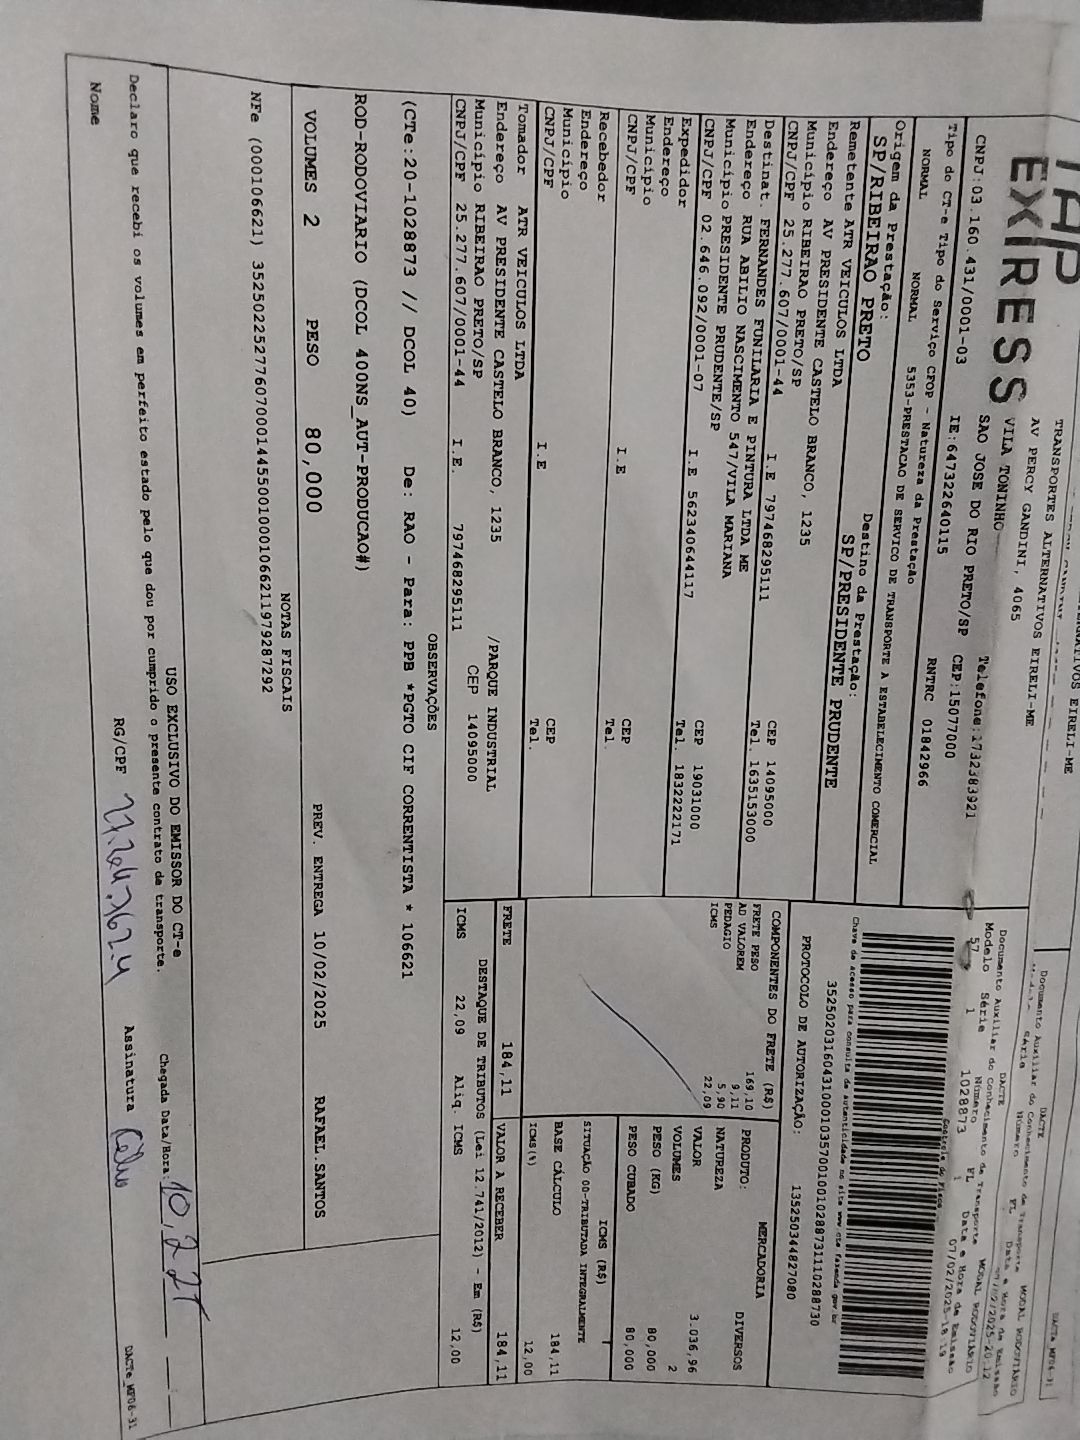 TRANSPORTES ALTERNATIVOS EIRELI-ME
AV PERCY GANDINI, 4065
VILA TONINHO
SAO JOSE DO RIO PRETO/SP Telefone:1732383921
EXPRESS
CNPJ:03.160.431/0001-03 IE:647322640115 CEP:15077000
Tipo do CT-e Tipo do Serviço CFOP - Natureza da Prestação RNTRC 01842966
NORMAL NORMAL 5353-PRESTACAO DE SERVICO DE TRANSPORTE A ESTABELECIMENTO COMERCIAL
Origem da Prestação: Destino da Prestação:
SP/RIBEIRAO PRETO SP/PRESIDENTE PRUDENTE
Remetente ATR VEICULOS LTDA
Endereço AV PRESIDENTE CASTELO BRANCO, 1235
Município RIBEIRAO PRETO/SP CEP 14095000
CNPJ/CPF 25.277.607/0001-44 I.E 797468295111 Tel. 1635153000
Destinat. FERNANDES FUNILARIA E PINTURA LTDA ME
Endereço RUA ABILIO NASCIMENTO 547/VILA MARIANA
Município PRESIDENTE PRUDENTE/SP CEP 19031000
CNPJ/CPF 02.646.092/0001-07 I.E 562340644117 Tel. 1832222171
Expedidor
Endereço
Município CEP
CNPJ/CPF I.E Tel.
Recebedor
Endereço
Município CEP
CNPJ/CPF I.E Tel.
Tomador ATR VEICULOS LTDA
Endereço AV PRESIDENTE CASTELO BRANCO, 1235 /PARQUE INDUSTRIAL
Município RIBEIRAO PRETO/SP CEP 14095000
CNPJ/CPF 25.277.607/0001-44 I.E. 797468295111
DACTE
Documento Auxiliar do Conhecimento de Transporte MODAL RODOVIÁRIO
Modelo Série Número FL Data e Hora de Emissão
57 1 1028873 1 07/02/2025-18:19
Controle do Fisco
Chave de acesso para consulta de autenticidade no site www.cte.fazenda.gov.br
35250203160431000103570010010288731110288730
PROTOCOLO DE AUTORIZAÇÃO: 135250344827080
COMPONENTES DO FRETE (R$)
FRETE PESO 169,10
AD VALOREM 9,11
PEDAGIO 5,90
ICMS 22,09
MERCADORIA
PRODUTO: DIVERSOS
NATUREZA
VALOR 3.036,96
VOLUMES 2
PESO (KG) 80,000
PESO CUBADO 80,000
ICMS (R$)
SITUAÇÃO 00-TRIBUTADA INTEGRALMENTE
BASE CÁLCULO 184,11
ICMS(%) 12,00
FRETE 184,11 VALOR A RECEBER 184,11
DESTAQUE DE TRIBUTOS (Lei 12.741/2012) - Em (R$)
ICMS 22,09 Aliq. ICMS 12,00
OBSERVAÇÕES
(CTe:20-1028873 // DCOL 40) De: RAO - Para: PPB *PGTO CIF CORRENTISTA * 106621
ROD-RODOVIARIO (DCOL 400NS_AUT-PRODUCAO#)
VOLUMES 2 PESO 80,000 PREV. ENTREGA 10/02/2025 RAFAEL.SANTOS
NOTAS FISCAIS
NFe (000106621) 35250225277607000144550010001066211979287292
USO EXCLUSIVO DO EMISSOR DO CT-e
Declaro que recebi os volumes em perfeito estado pelo que dou por cumprido o presente contrato de transporte. Chegada Data/Hora:
Nome RG/CPF Assinatura
DACTe_MF06-31